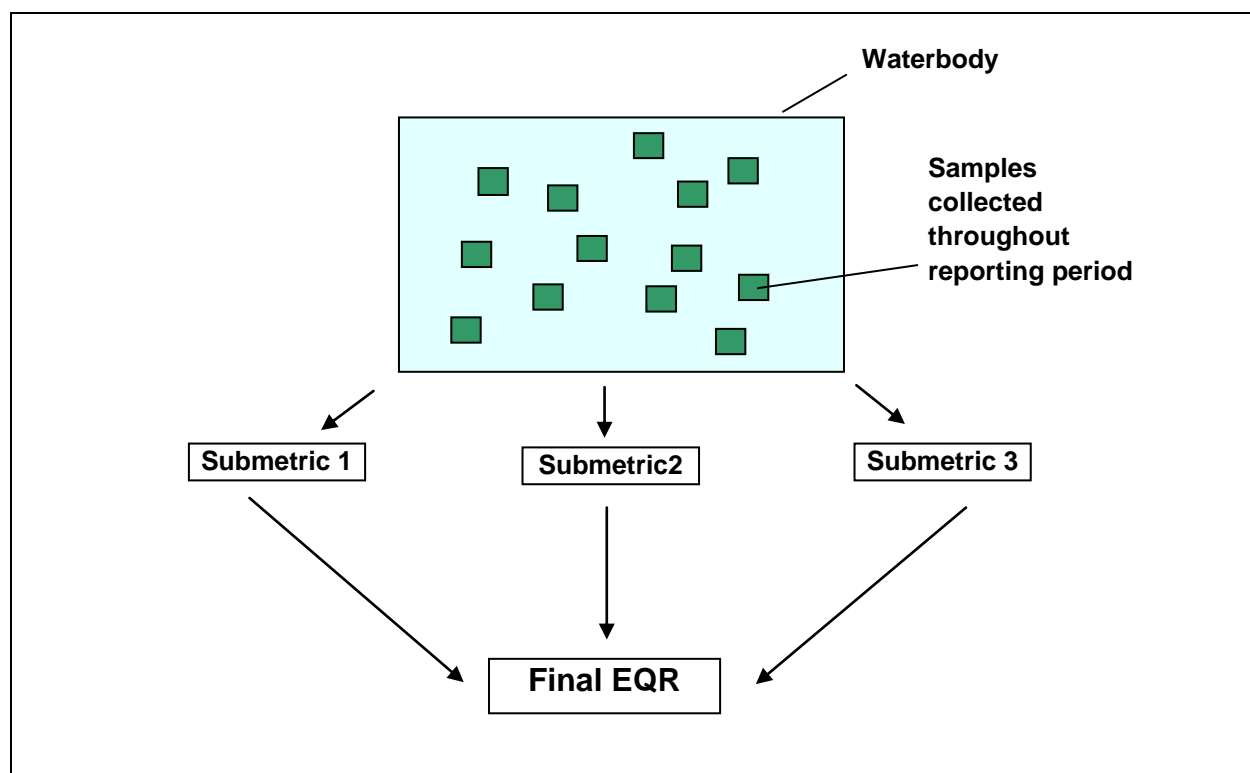 Waterbody
Samples
collected
throughout
reporting period
Submetric 1
Submetric2
Submetric 3
Final EQR